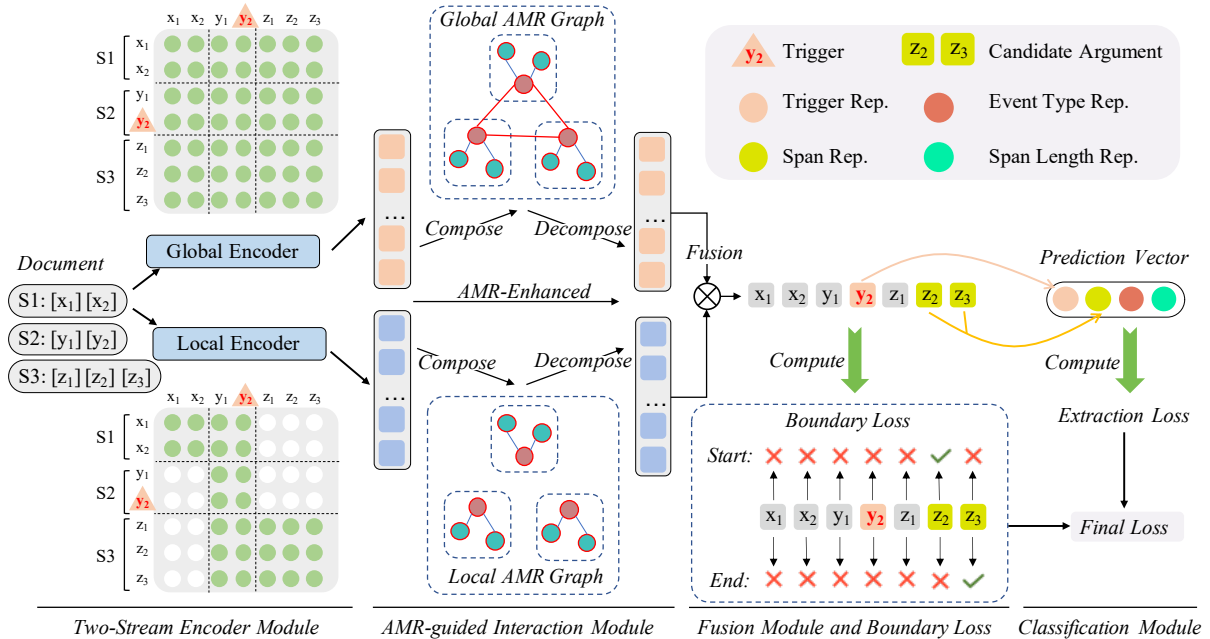 x1 x2 y1 y2 z1 z2 z3
S1
x1
x2
S2
y1
y2
S3
z1
z2
z3
Global AMR Graph
y2 Trigger
z2 z3 Candidate Argument
Trigger Rep.
Event Type Rep.
Span Rep.
Span Length Rep.
Document
S1: [x1] [x2]
S2: [y1] [y2]
S3: [z1] [z2] [z3]
Global Encoder
Local Encoder
...
Compose
Decompose
...
AMR-Enhanced
...
Compose
Decompose
...
Local AMR Graph
Fusion
x1 x2 y1 y2 z1 z2 z3
Prediction Vector
Compute
Compute
x1 x2 y1 y2 z1 z2 z3
S1
x1
x2
S2
y1
y2
S3
z1
z2
z3
Boundary Loss
Start:
x1 x2 y1 y2 z1 z2 z3
End:
Extraction Loss
Final Loss
Two-Stream Encoder Module
AMR-guided Interaction Module
Fusion Module and Boundary Loss
Classification Module